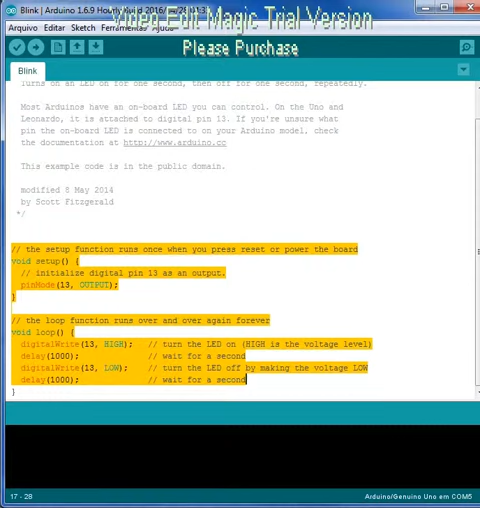 Blink | Arduino 1.6.9 Hourly Build 2016/
Video Edit Magic Trial Version
Arquivo Editar Sketch Ferramentas Ajuda
Please Purchase
Blink
Turns on an LED on for one second, then off for one second, repeatedly.
Most Arduinos have an on-board LED you can control. On the Uno and
Leonardo, it is attached to digital pin 13. If you're unsure what
pin the on-board LED is connected to on your Arduino model, check
the documentation at http://www.arduino.cc
This example code is in the public domain.
modified 8 May 2014
by Scott Fitzgerald
*/
// the setup function runs once when you press reset or power the board
void setup() {
// initialize digital pin 13 as an output.
pinMode(13, OUTPUT);
}
// the loop function runs over and over again forever
void loop() {
digitalWrite(13, HIGH); // turn the LED on (HIGH is the voltage level)
delay(1000); // wait for a second
digitalWrite(13, LOW); // turn the LED off by making the voltage LOW
delay(1000); // wait for a second
}
17 - 28
Arduino/Genuino Uno em COM5